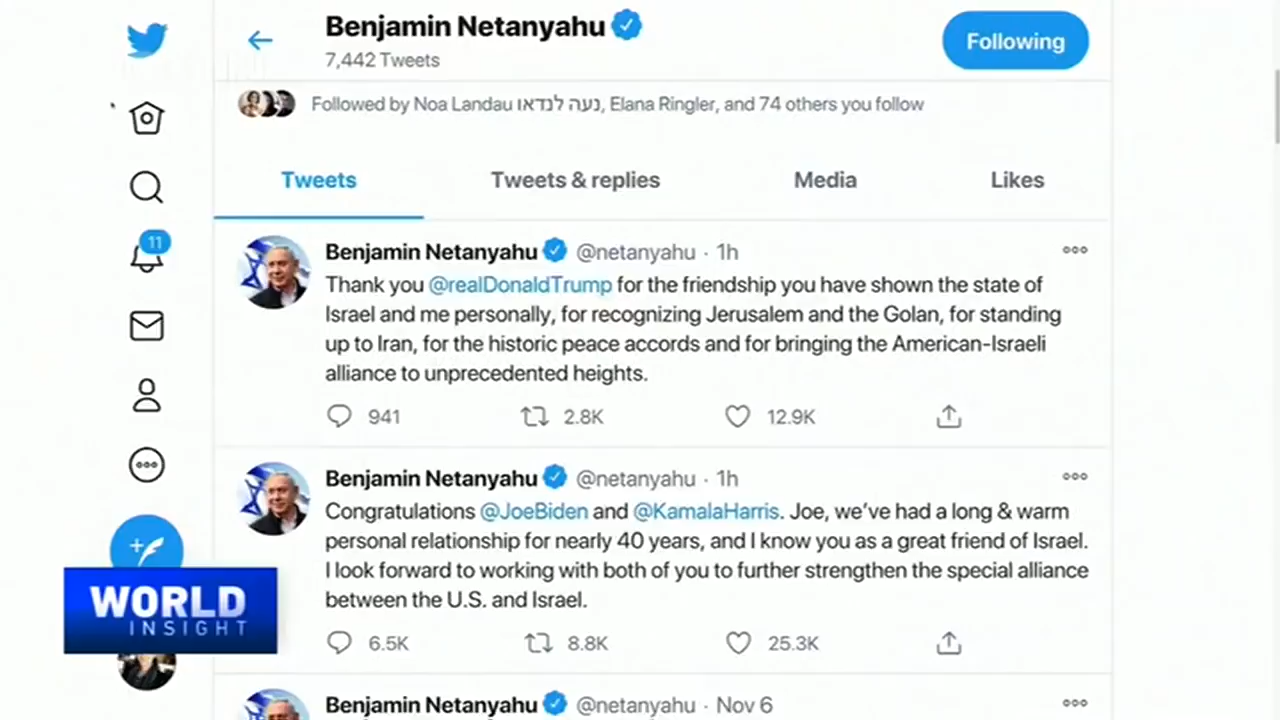 Benjamin Netanyahu
7,442 Tweets
Following
Followed by Noa Landau נעה לנדאו, Elana Ringler, and 74 others you follow
Tweets
Tweets & replies
Media
Likes
11
Benjamin Netanyahu @netanyahu · 1h
Thank you @realDonaldTrump for the friendship you have shown the state of
Israel and me personally, for recognizing Jerusalem and the Golan, for standing
up to Iran, for the historic peace accords and for bringing the American-Israeli
alliance to unprecedented heights.
941
2.8K
12.9K
Benjamin Netanyahu @netanyahu · 1h
Congratulations @JoeBiden and @KamalaHarris. Joe, we've had a long & warm
personal relationship for nearly 40 years, and I know you as a great friend of Israel.
I look forward to working with both of you to further strengthen the special alliance
between the U.S. and Israel.
6.5K
8.8K
25.3K
WORLD
INSIGHT
Benjamin Netanyahu @netanyahu · Nov 6